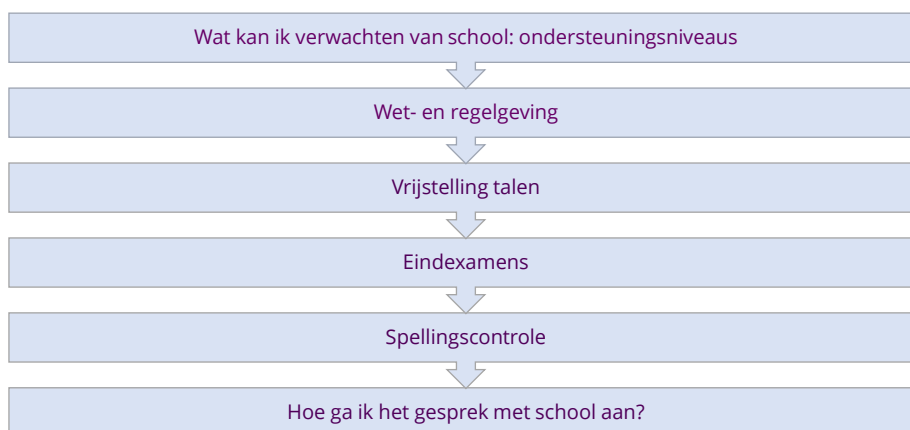 Wat kan ik verwachten van school: ondersteuningsniveaus
Wet- en regelgeving
Vrijstelling talen
Eindexamens
Spellingscontrole
Hoe ga ik het gesprek met school aan?